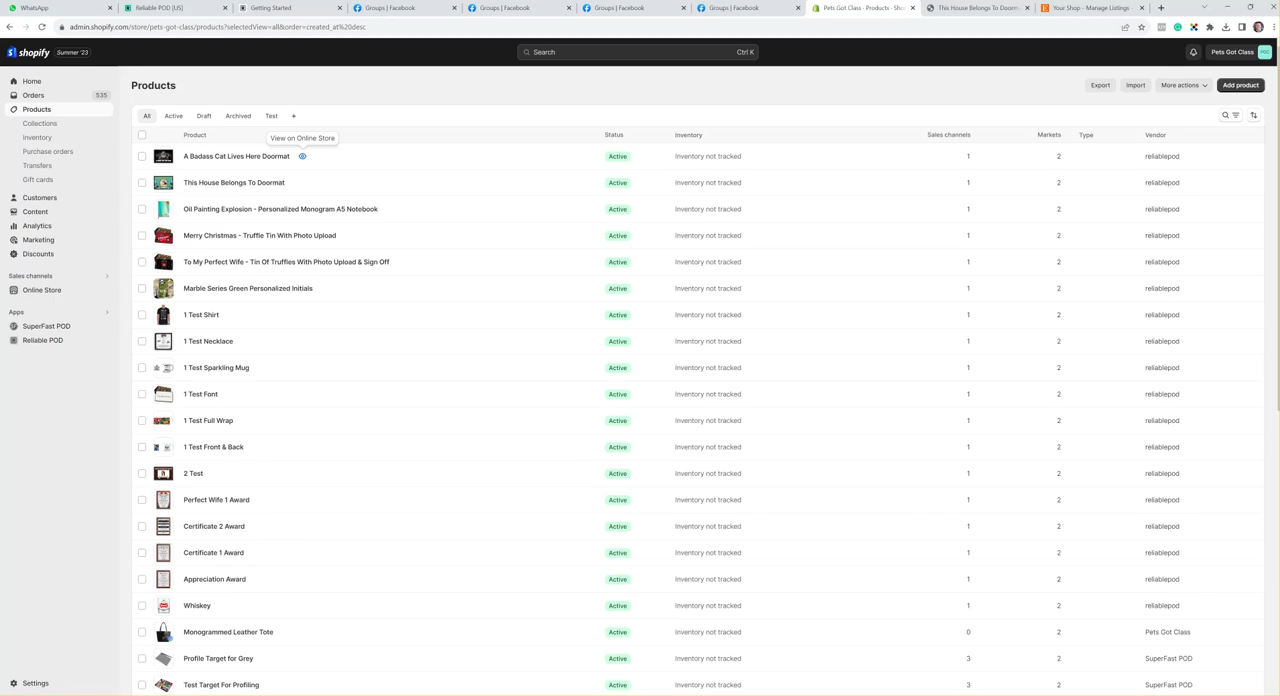 WhatsApp
Reliable POD [US]
Getting Started
Groups | Facebook
Groups | Facebook
Groups | Facebook
Groups | Facebook
Pets Got Class - Products - Sho
This House Belongs To Doorm
Your Shop - Manage Listings -
admin.shopify.com/store/pets-got-class/products?selectedView=all&order=created_at%20desc
shopify
Summer '23
Search
Ctrl K
Pets Got Class
Home
Orders
535
Products
Collections
Inventory
Purchase orders
Transfers
Gift cards
Customers
Content
Analytics
Marketing
Discounts
Sales channels
Online Store
Apps
SuperFast POD
Reliable POD
Settings
Products
Export
Import
More actions
Add product
All
Active
Draft
Archived
Test
+
View on Online Store
Product Status Inventory Sales channels Markets Type Vendor
A Badass Cat Lives Here Doormat Active Inventory not tracked 1 2 reliablepod
This House Belongs To Doormat Active Inventory not tracked 1 2 reliablepod
Oil Painting Explosion - Personalized Monogram A5 Notebook Active Inventory not tracked 1 2 reliablepod
Merry Christmas - Truffle Tin With Photo Upload Active Inventory not tracked 1 2 reliablepod
To My Perfect Wife - Tin Of Truffles With Photo Upload & Sign Off Active Inventory not tracked 1 2 reliablepod
Marble Series Green Personalized Initials Active Inventory not tracked 1 2 reliablepod
1 Test Shirt Active Inventory not tracked 1 2 reliablepod
1 Test Necklace Active Inventory not tracked 1 2 reliablepod
1 Test Sparkling Mug Active Inventory not tracked 1 2 reliablepod
1 Test Font Active Inventory not tracked 1 2 reliablepod
1 Test Full Wrap Active Inventory not tracked 1 2 reliablepod
1 Test Front & Back Active Inventory not tracked 1 2 reliablepod
2 Test Active Inventory not tracked 1 2 reliablepod
Perfect Wife 1 Award Active Inventory not tracked 1 2 reliablepod
Certificate 2 Award Active Inventory not tracked 1 2 reliablepod
Certificate 1 Award Active Inventory not tracked 1 2 reliablepod
Appreciation Award Active Inventory not tracked 1 2 reliablepod
Whiskey Active Inventory not tracked 1 2 reliablepod
Monogrammed Leather Tote Active Inventory not tracked 0 2 Pets Got Class
Profile Target for Grey Active Inventory not tracked 3 2 SuperFast POD
Test Target For Profiling Active Inventory not tracked 3 2 SuperFast POD